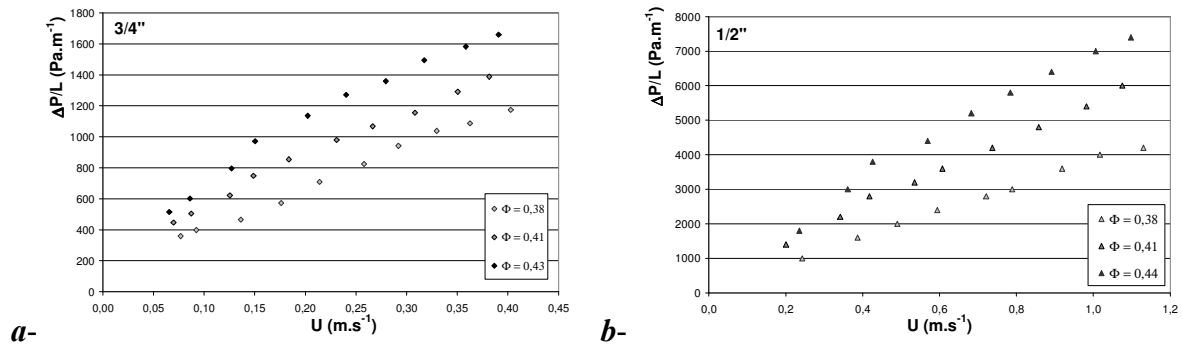 3/4"
ΔP/L (Pa.m⁻¹)
1800
1600
1400
1200
1000
800
600
400
200
0
0,00 0,05 0,10 0,15 0,20 0,25 0,30 0,35 0,40 0,45
U (m.s⁻¹)
Φ = 0,38
Φ = 0,41
Φ = 0,43
a-
1/2"
ΔP/L (Pa.m⁻¹)
8000
7000
6000
5000
4000
3000
2000
1000
0
0,0 0,2 0,4 0,6 0,8 1,0 1,2
U (m.s⁻¹)
Φ = 0,38
Φ = 0,41
Φ = 0,44
b-